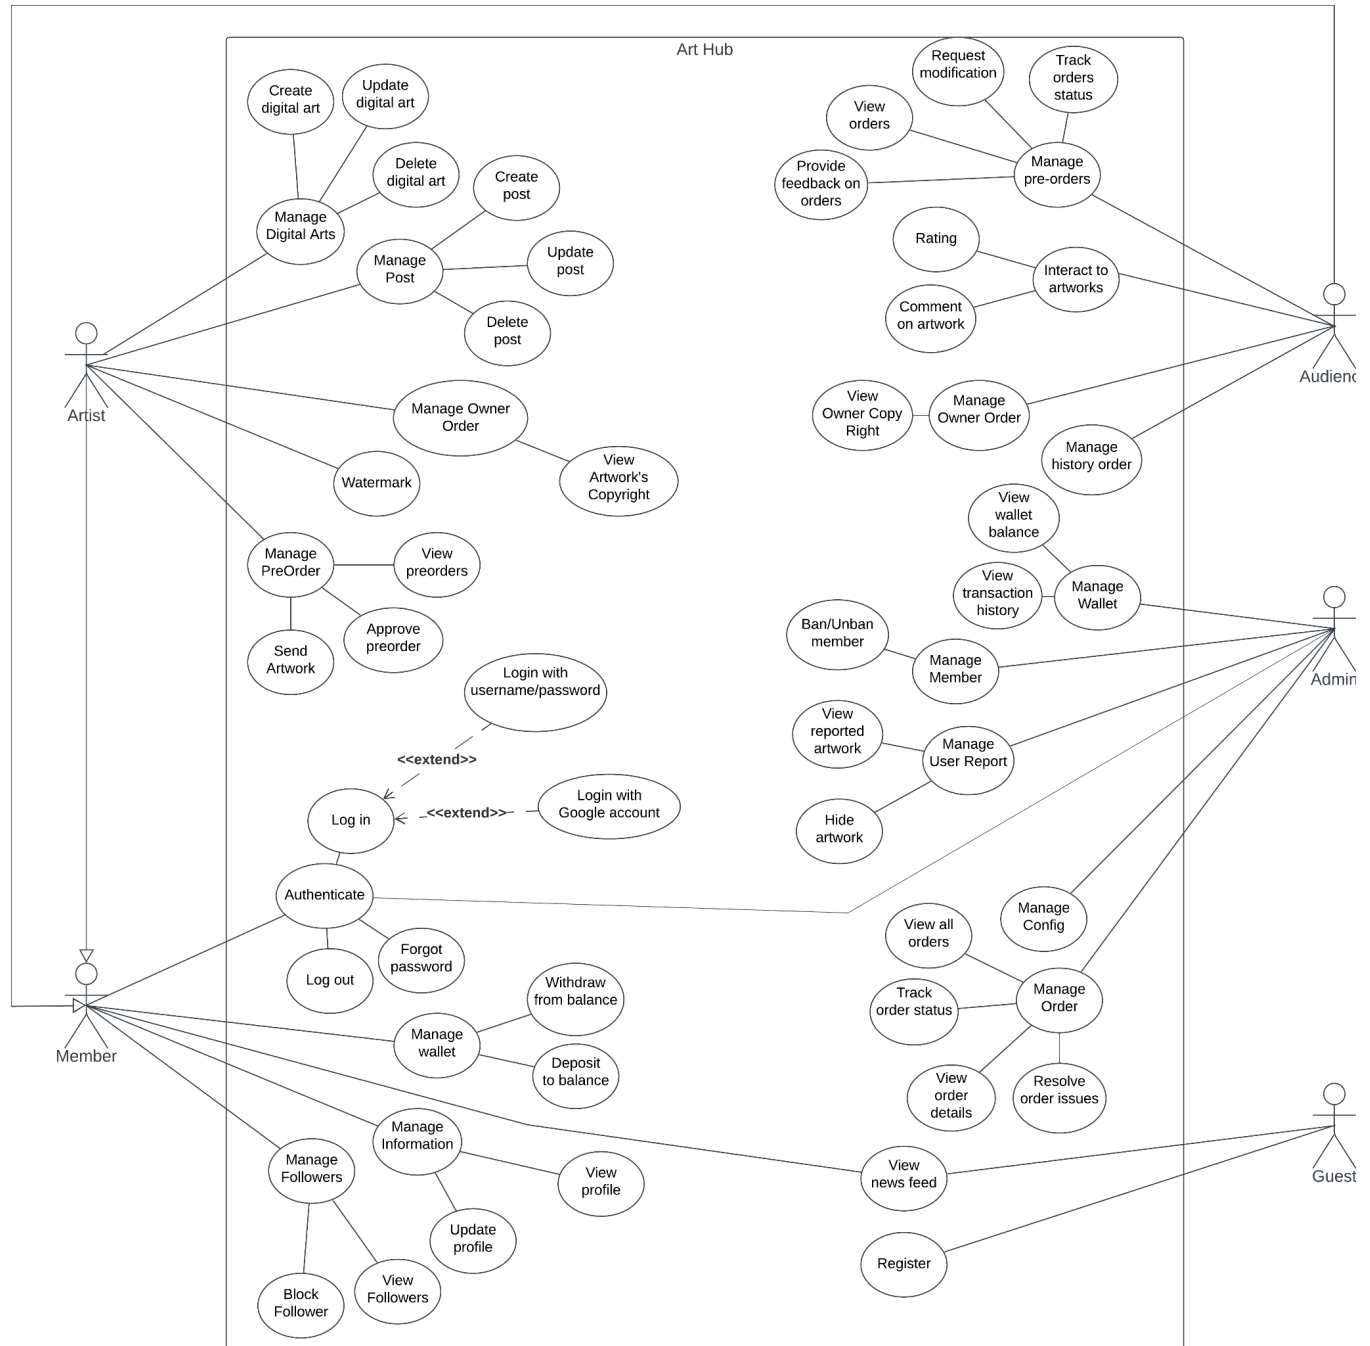 Art Hub
Create
digital art
Update
digital art
Delete
digital art
Manage
Digital Arts
Create
post
Manage
Post
Update
post
Delete
post
Artist
Manage Owner
Order
Watermark
View
Artwork's
Copyright
Manage
PreOrder
View
preorders
Approve
preorder
Send
Artwork
Login with
username/password
<<extend>>
Login with
Google account
<<extend>>
Log in
Authenticate
Forgot
password
Log out
Member
Withdraw
from balance
Manage
wallet
Deposit
to balance
Manage
Information
Manage
Followers
View
profile
Update
profile
Block
Follower
View
Followers
Request
modification
Track
orders
status
View
orders
Provide
feedback on
orders
Manage
pre-orders
Rating
Interact to
artworks
Comment
on artwork
Audienc
View
Owner Copy
Right
Manage
Owner Order
Manage
history order
View
wallet
balance
View
transaction
history
Manage
Wallet
Ban/Unban
member
Manage
Member
Admin
View
reported
artwork
Manage
User Report
Hide
artwork
Manage
Config
View all
orders
Track
order status
Manage
Order
View
order
details
Resolve
order issues
View
news feed
Guest
Register